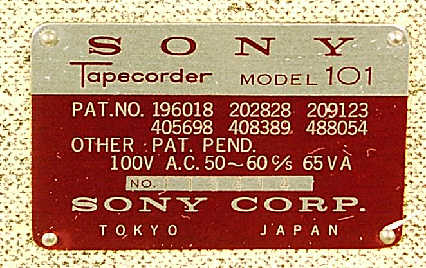 SONY
Tapecorder MODEL 101
PAT.NO. 196018 202828 209123
405698 408389 488054
OTHER PAT. PEND.
100V A.C. 50~60 c/s 65VA
NO.
SONY CORP.
TOKYO JAPAN